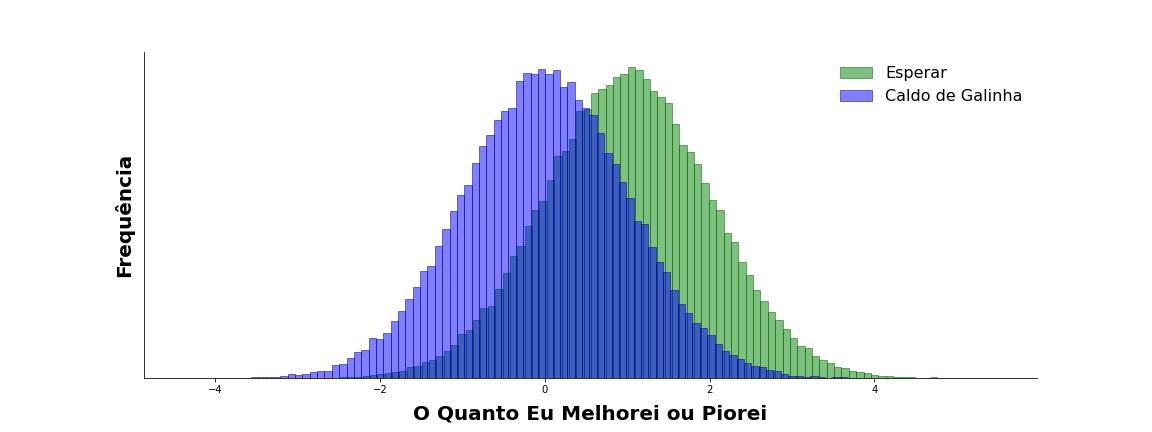 Esperar
Caldo de Galinha
Frequência
−4 −2 0 2 4
O Quanto Eu Melhorei ou Piorei